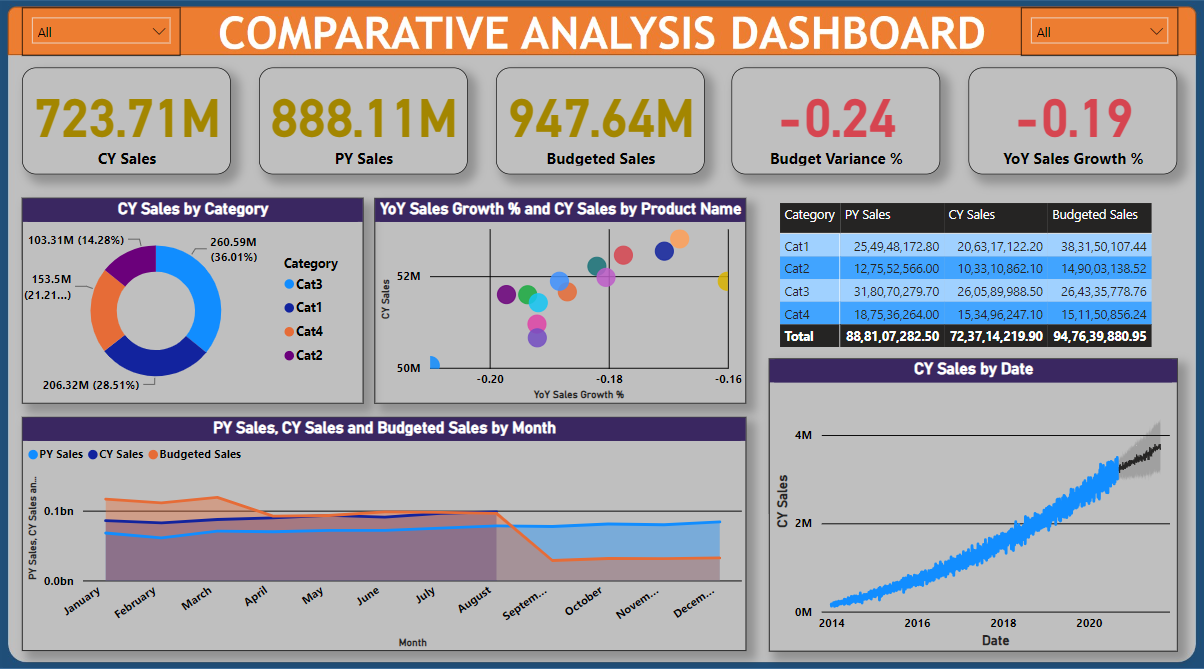 All
COMPARATIVE ANALYSIS DASHBOARD
All
723.71M
CY Sales
888.11M
PY Sales
947.64M
Budgeted Sales
-0.24
Budget Variance %
-0.19
YoY Sales Growth %
CY Sales by Category
103.31M (14.28%)
260.59M
(36.01%)
153.5M
(21.21...)
206.32M (28.51%)
Category
Cat3
Cat1
Cat4
Cat2
YoY Sales Growth % and CY Sales by Product Name
CY Sales
52M
50M
-0.20
-0.18
-0.16
YoY Sales Growth %
Category PY Sales CY Sales Budgeted Sales
Cat1 25,49,48,172.80 20,63,17,122.20 38,31,50,107.44
Cat2 12,75,52,566.00 10,33,10,862.10 14,90,03,138.52
Cat3 31,80,70,279.70 26,05,89,988.50 26,43,35,778.76
Cat4 18,75,36,264.00 15,34,96,247.10 15,11,50,856.24
Total 88,81,07,282.50 72,37,14,219.90 94,76,39,880.95
PY Sales, CY Sales and Budgeted Sales by Month
PY Sales CY Sales Budgeted Sales
PY Sales, CY Sales an...
0.1bn
0.0bn
January
February
March
April
May
June
July
August
Septem...
October
Novem...
Decem...
Month
CY Sales by Date
CY Sales
4M
2M
0M
2014
2016
2018
2020
Date